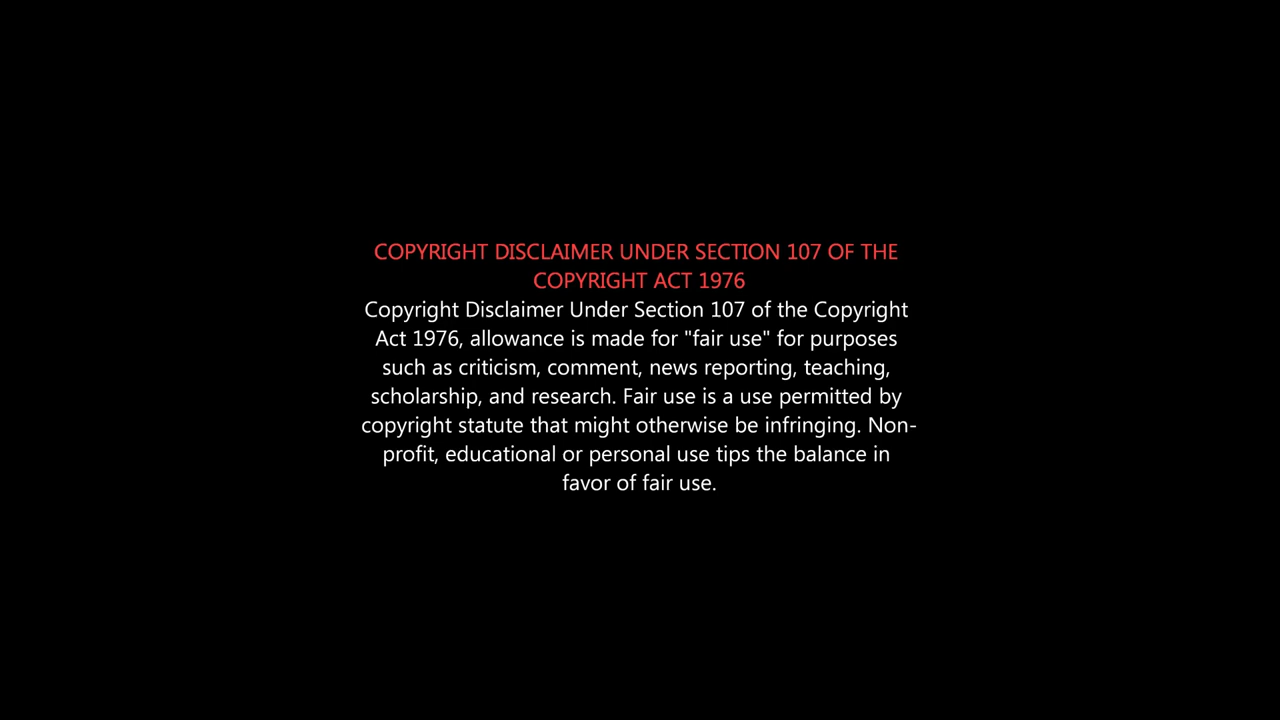 COPYRIGHT DISCLAIMER UNDER SECTION 107 OF THE
COPYRIGHT ACT 1976
Copyright Disclaimer Under Section 107 of the Copyright
Act 1976, allowance is made for "fair use" for purposes
such as criticism, comment, news reporting, teaching,
scholarship, and research. Fair use is a use permitted by
copyright statute that might otherwise be infringing. Non-
profit, educational or personal use tips the balance in
favor of fair use.